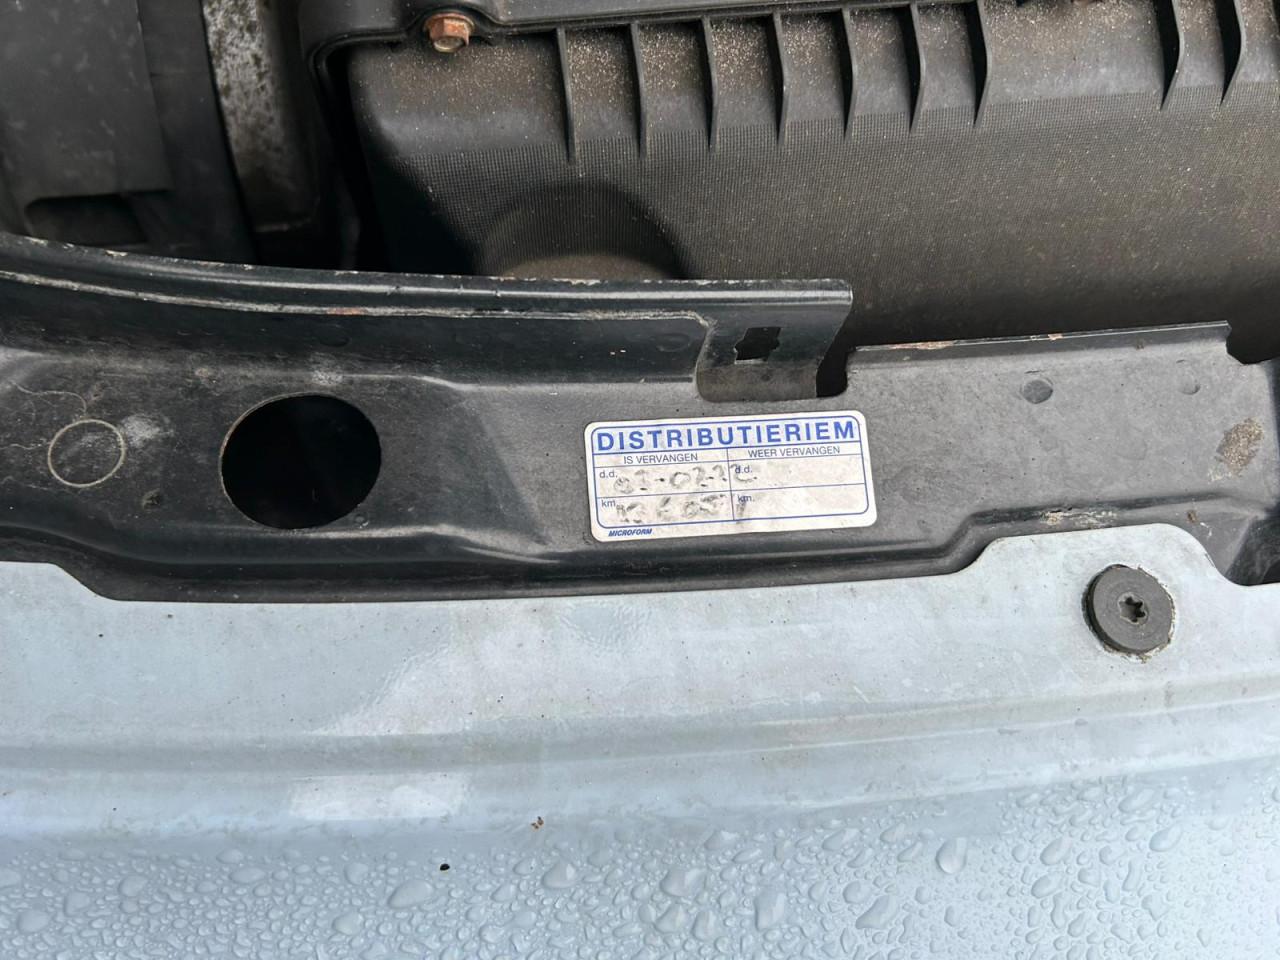 DISTRIBUTIERIEM
IS VERVANGEN WEER VERVANGEN
d.d. d.d.
km. km.
MICROFORM